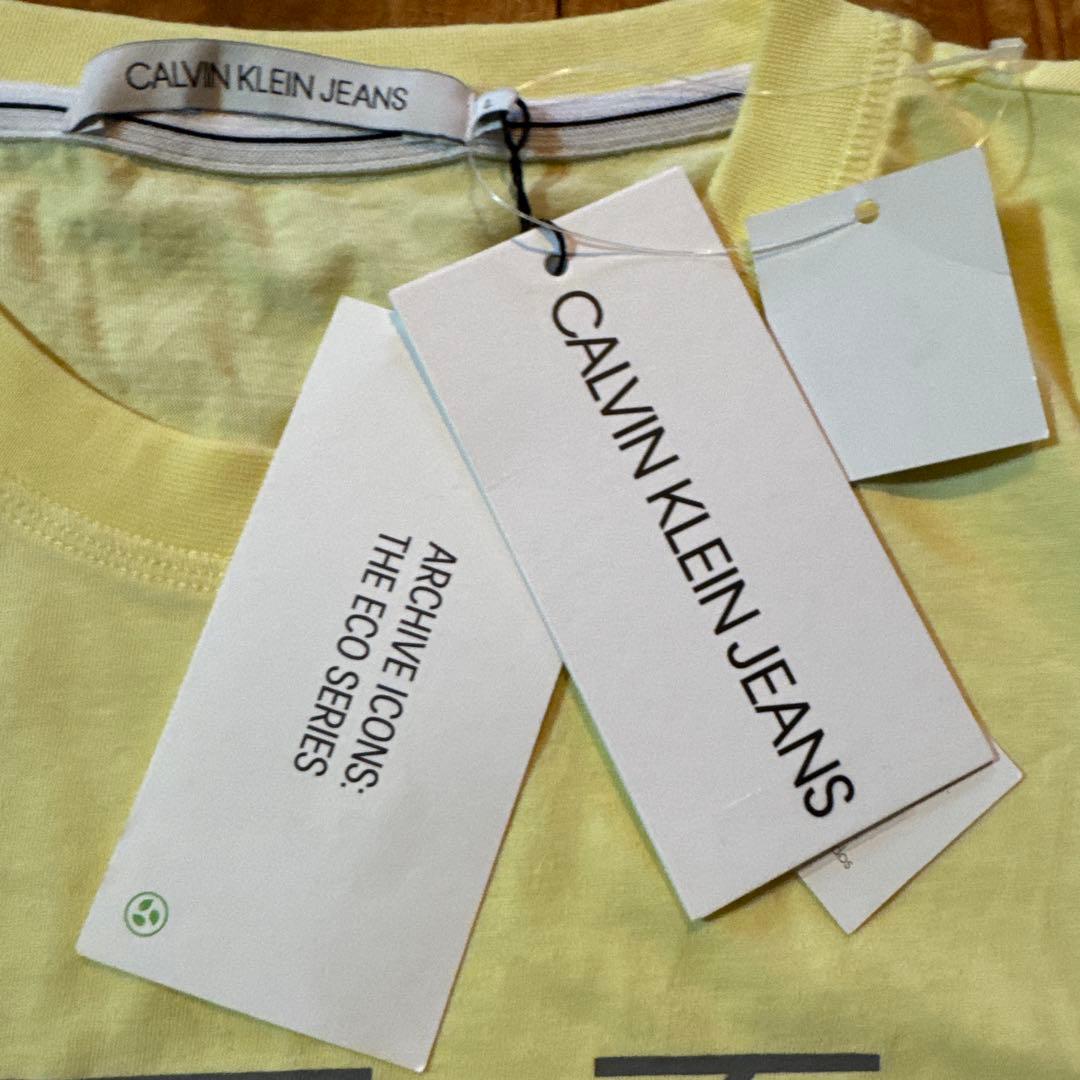 CALVIN KLEIN JEANS
CALVIN KLEIN JEANS
ARCHIVE ICONS:
THE ECO SERIES